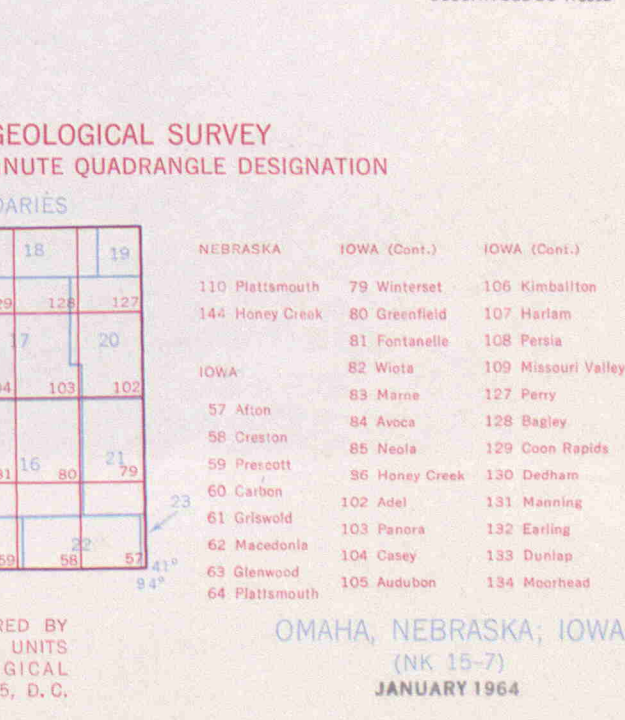 GEOLOGICAL SURVEY
NUTE QUADRANGLE DESIGNATION
DARIES
18 19
29 128 127
17 20
04 103 102
16 21
81 80 79
23
22
59 58 57
41°
94°
NEBRASKA
110 Plattsmouth
144 Honey Creek
IOWA
57 Afton
58 Creston
59 Prescott
60 Carbon
61 Griswold
62 Macedonia
63 Glenwood
64 Plattsmouth
IOWA (Cont.)
79 Winterset
80 Greenfield
81 Fontanelle
82 Wiota
83 Marne
84 Avoca
85 Neola
86 Honey Creek
102 Adel
103 Panora
104 Casey
105 Audubon
IOWA (Cont.)
106 Kimballton
107 Harlam
108 Persia
109 Missouri Valley
127 Perry
128 Bagley
129 Coon Rapids
130 Dedham
131 Manning
132 Earling
133 Dunlap
134 Moorhead
RED BY
UNITS
GICAL
5, D. C.
OMAHA, NEBRASKA; IOWA
(NK 15-7)
JANUARY 1964